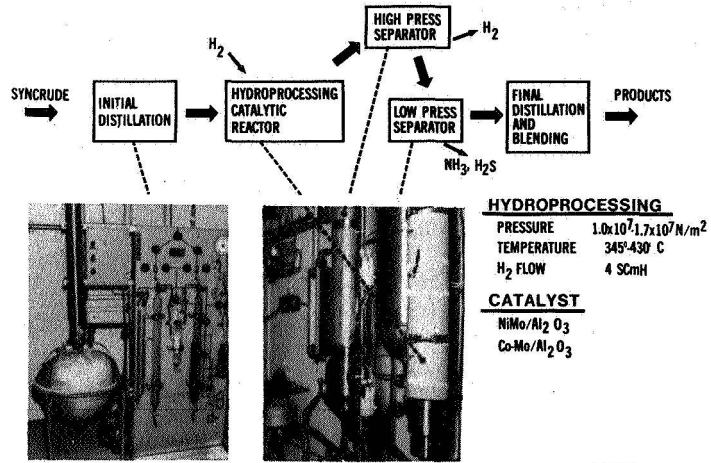 HIGH PRESS
SEPARATOR
H2
H2
SYNCRUDE
INITIAL
DISTILLATION
HYDROPROCESSING
CATALYTIC
REACTOR
LOW PRESS
SEPARATOR
FINAL
DISTILLATION
AND
BLENDING
PRODUCTS
NH3, H2S
HYDROPROCESSING
PRESSURE 1.0x10⁷-1.7x10⁷ N/m²
TEMPERATURE 345°-430° C
H2 FLOW 4 SCmH
CATALYST
NiMo/Al2 O3
Co-Mo/Al2 O3